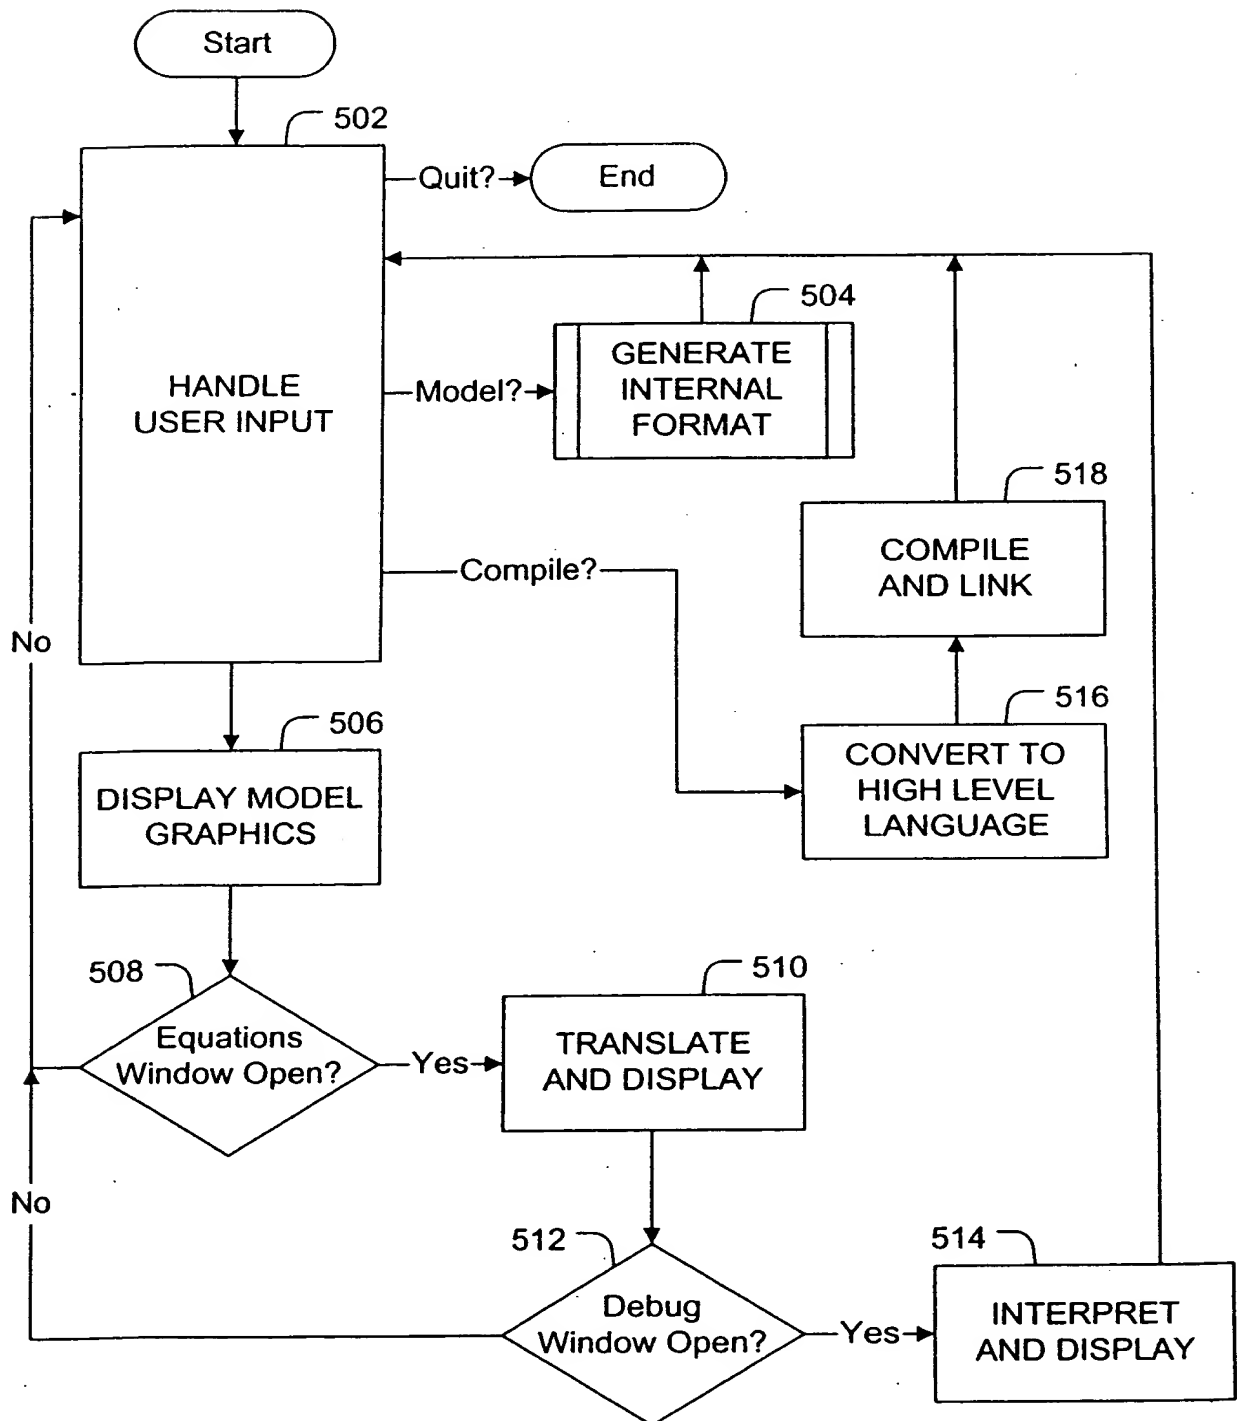 Start
502
Quit?
End
504
GENERATE
INTERNAL
FORMAT
HANDLE
USER INPUT
Model?
518
COMPILE
AND LINK
Compile?
No
516
CONVERT TO
HIGH LEVEL
LANGUAGE
506
DISPLAY MODEL
GRAPHICS
508
Equations
Window Open?
Yes
510
TRANSLATE
AND DISPLAY
No
512
Debug
Window Open?
Yes
514
INTERPRET
AND DISPLAY